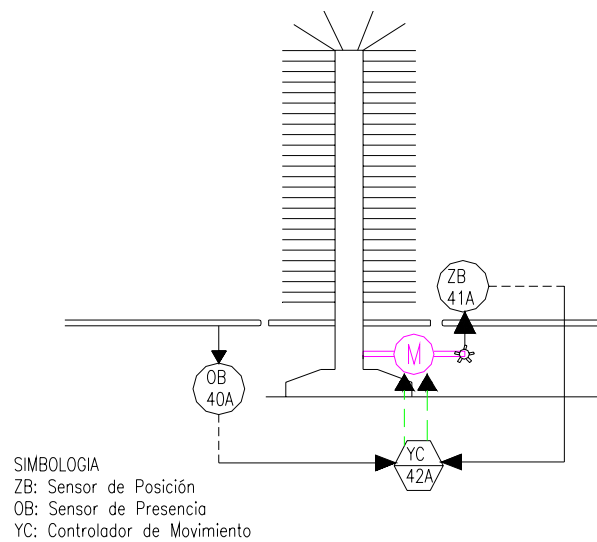 ZB
41A
M
OB
40A
YC
42A
SIMBOLOGIA
ZB: Sensor de Posición
OB: Sensor de Presencia
YC: Controlador de Movimiento